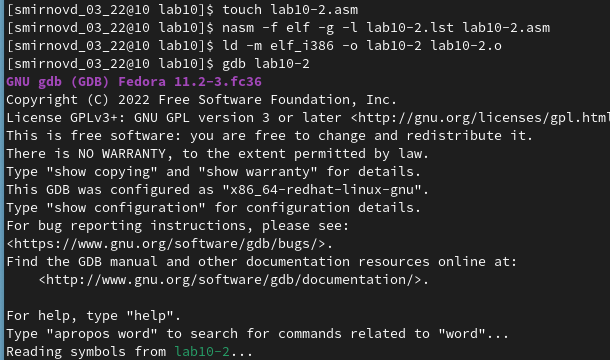 [smirnovd_03_22@10 lab10]$ touch lab10-2.asm
[smirnovd_03_22@10 lab10]$ nasm -f elf -g -l lab10-2.lst lab10-2.asm
[smirnovd_03_22@10 lab10]$ ld -m elf_i386 -o lab10-2 lab10-2.o
[smirnovd_03_22@10 lab10]$ gdb lab10-2
GNU gdb (GDB) Fedora 11.2-3.fc36
Copyright (C) 2022 Free Software Foundation, Inc.
License GPLv3+: GNU GPL version 3 or later <http://gnu.org/licenses/gpl.html
This is free software: you are free to change and redistribute it.
There is NO WARRANTY, to the extent permitted by law.
Type "show copying" and "show warranty" for details.
This GDB was configured as "x86_64-redhat-linux-gnu".
Type "show configuration" for configuration details.
For bug reporting instructions, please see:
<https://www.gnu.org/software/gdb/bugs/>.
Find the GDB manual and other documentation resources online at:
    <http://www.gnu.org/software/gdb/documentation/>.

For help, type "help".
Type "apropos word" to search for commands related to "word"...
Reading symbols from lab10-2...